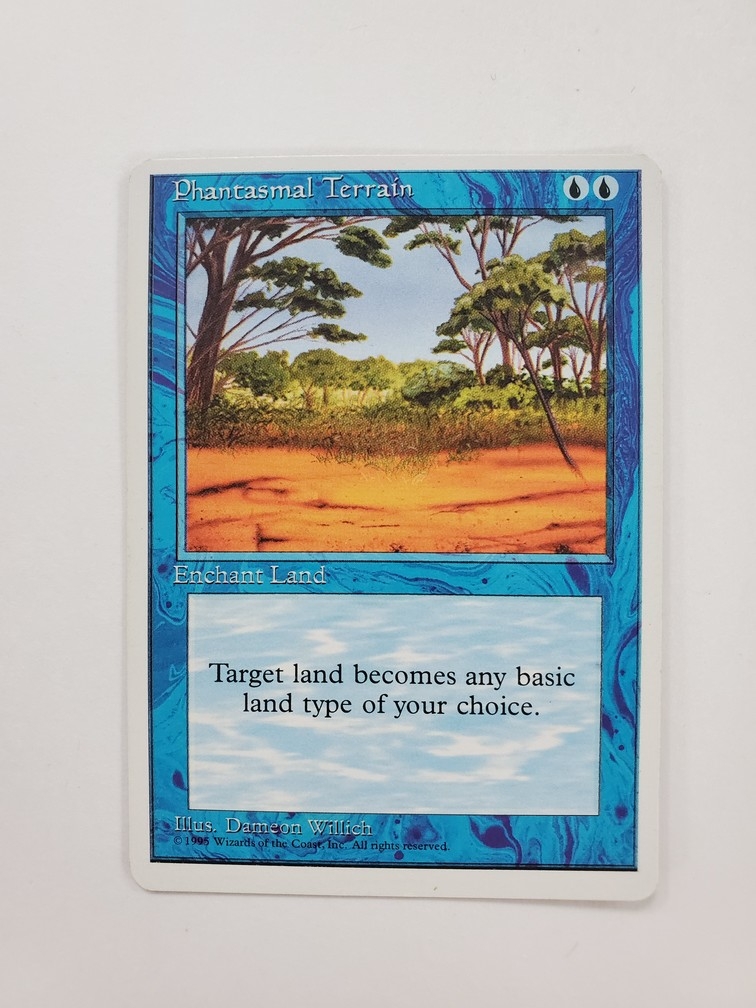 Phantasmal Terrain
Enchant Land
Target land becomes any basic
land type of your choice.
Illus. Dameon Willich
© 1995 Wizards of the Coast, Inc. All rights reserved.